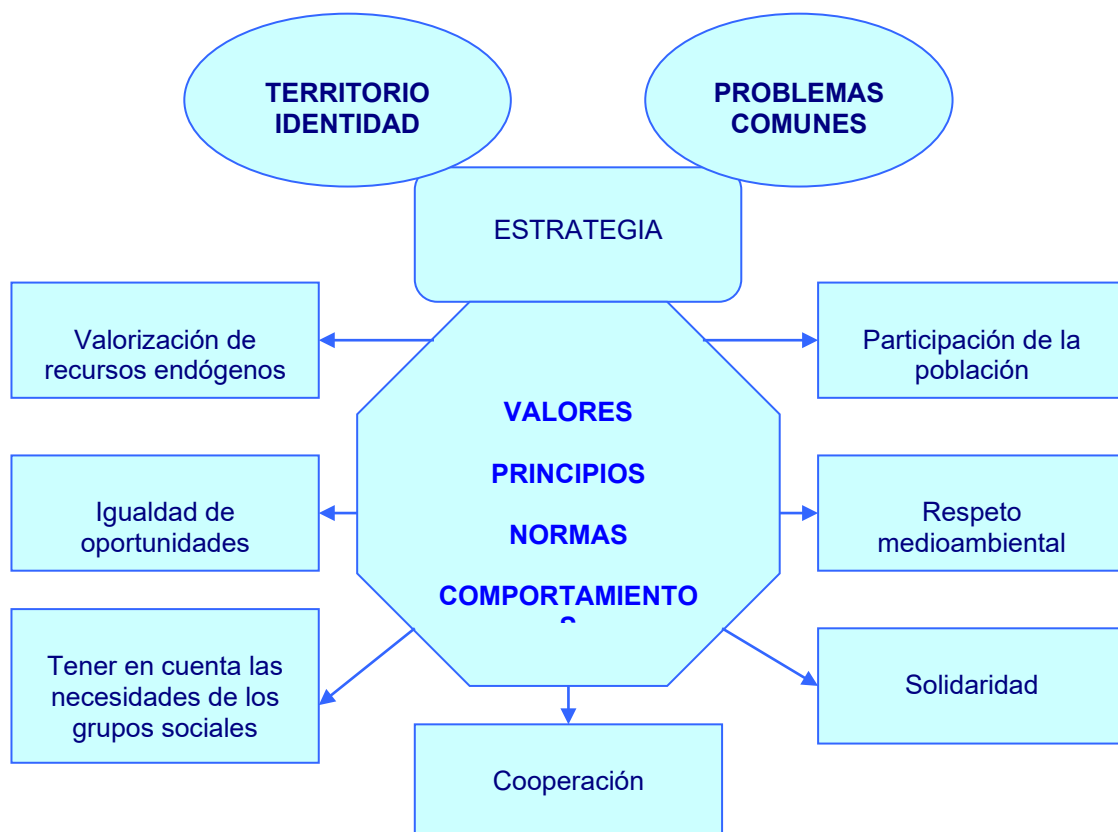 TERRITORIO
IDENTIDAD
PROBLEMAS
COMUNES
ESTRATEGIA
Valorización de
recursos endógenos
Participación de la
población
VALORES
PRINCIPIOS
NORMAS
COMPORTAMIENTO
S
Igualdad de
oportunidades
Respeto
medioambiental
Tener en cuenta las
necesidades de los
grupos sociales
Solidaridad
Cooperación